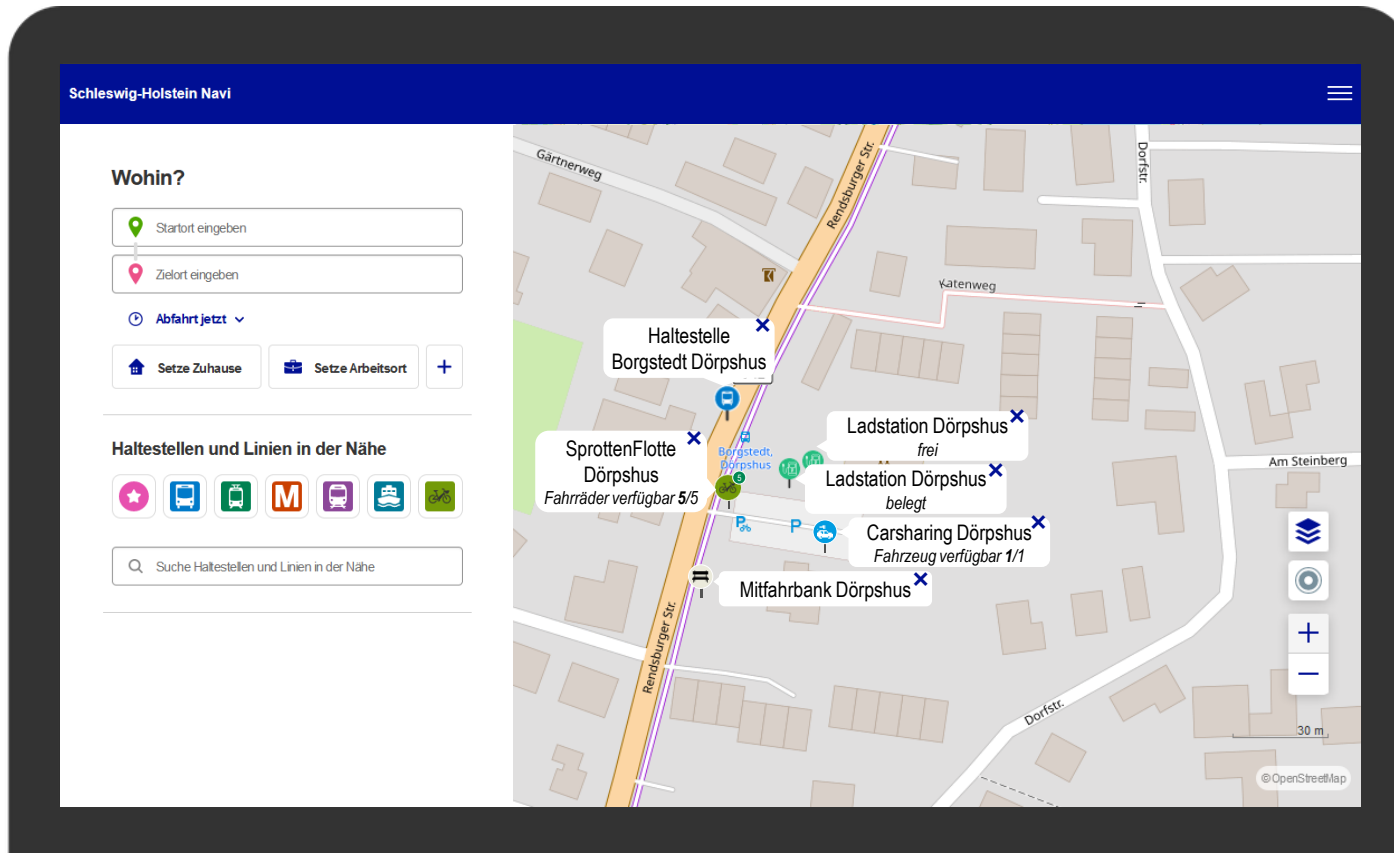 Schleswig-Holstein Navi
Wohin?
Startort eingeben
Zielort eingeben
Abfahrt jetzt
Setze Zuhause
Setze Arbeitsort
Haltestellen und Linien in der Nähe
M
Suche Haltestellen und Linien in der Nähe
Gärtnerweg
Rendsburger Str.
Dorfstr.
Katenweg
Haltestelle
Borgstedt Dörpshus
SprottenFlotte
Dörpshus
Fahrräder verfügbar 5/5
Borgstedt,
Dörpshus
5
Ladstation Dörpshus
frei
Ladstation Dörpshus
belegt
P
P
Carsharing Dörpshus
Fahrzeug verfügbar 1/1
Mitfahrbank Dörpshus
Am Steinberg
Rendsburger Str.
Dorfstr.
30 m
©OpenStreetMap